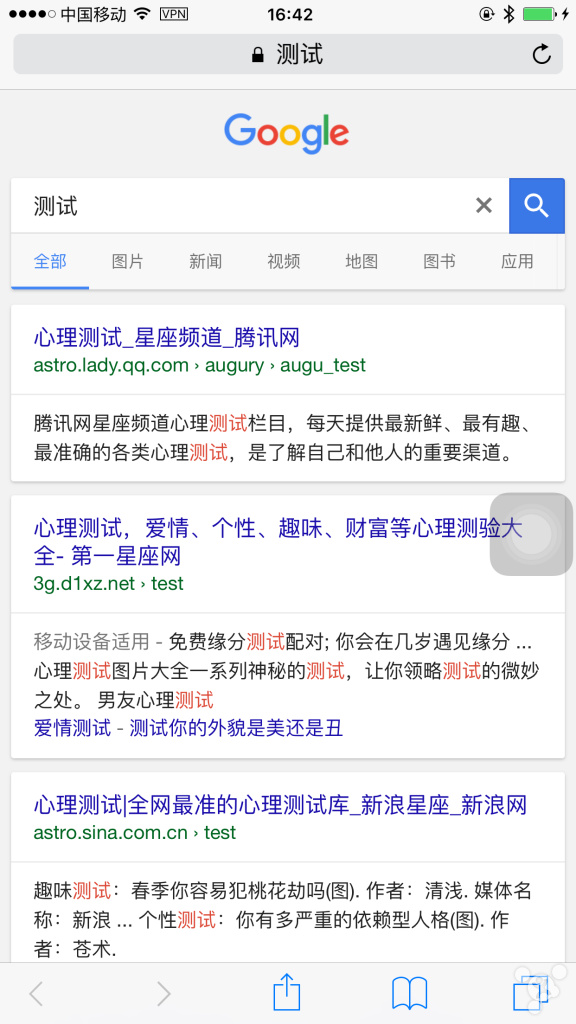 中国移动 VPN 16:42
测试
Google
测试
全部 图片 新闻 视频 地图 图书 应用
心理测试_星座频道_腾讯网
astro.lady.qq.com › augury › augu_test
腾讯网星座频道心理测试栏目，每天提供最新鲜、最有趣、
最准确的各类心理测试，是了解自己和他人的重要渠道。
心理测试，爱情、个性、趣味、财富等心理测验大
全- 第一星座网
3g.d1xz.net › test
移动设备适用 - 免费缘分测试配对; 你会在几岁遇见缘分 ...
心理测试图片大全一系列神秘的测试，让你领略测试的微妙
之处。 男友心理测试
爱情测试 - 测试你的外貌是美还是丑
心理测试|全网最准的心理测试库_新浪星座_新浪网
astro.sina.com.cn › test
趣味测试：春季你容易犯桃花劫吗(图). 作者：清浅. 媒体名
称：新浪 ... 个性测试：你有多严重的依赖型人格(图). 作
者：苍术.